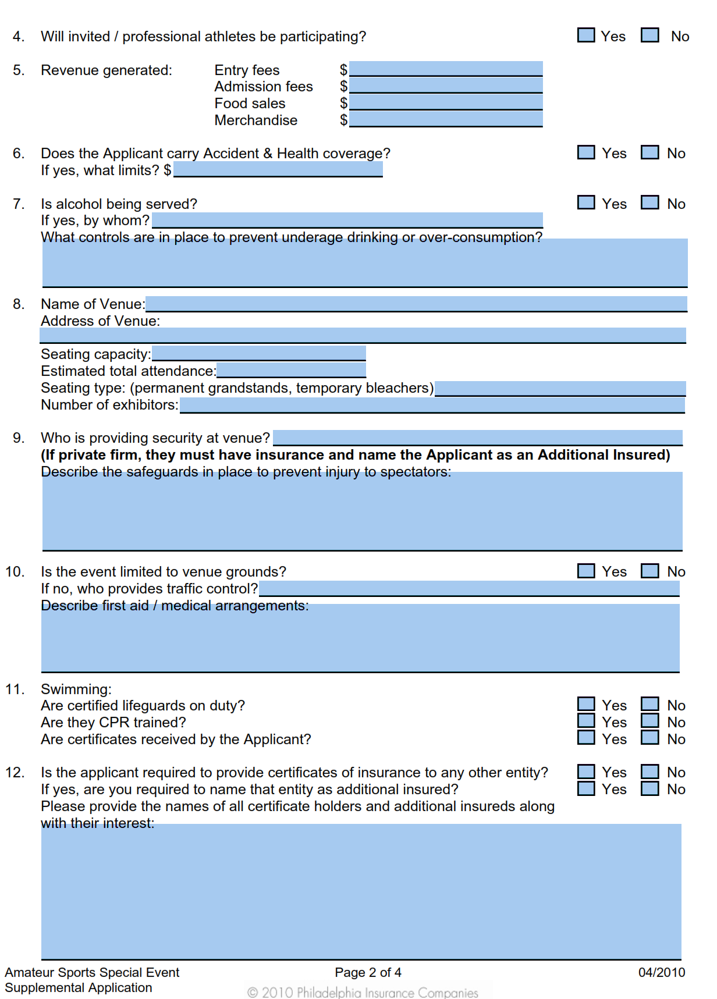 4. Will invited / professional athletes be participating? Yes No
5. Revenue generated: Entry fees $
Admission fees $
Food sales $
Merchandise $
6. Does the Applicant carry Accident & Health coverage? Yes No
If yes, what limits? $
7. Is alcohol being served? Yes No
If yes, by whom?
What controls are in place to prevent underage drinking or over-consumption?
8. Name of Venue:
Address of Venue:
Seating capacity:
Estimated total attendance:
Seating type: (permanent grandstands, temporary bleachers)
Number of exhibitors:
9. Who is providing security at venue?
(If private firm, they must have insurance and name the Applicant as an Additional Insured)
Describe the safeguards in place to prevent injury to spectators:
10. Is the event limited to venue grounds? Yes No
If no, who provides traffic control?
Describe first aid / medical arrangements:
11. Swimming:
Are certified lifeguards on duty? Yes No
Are they CPR trained? Yes No
Are certificates received by the Applicant? Yes No
12. Is the applicant required to provide certificates of insurance to any other entity? Yes No
If yes, are you required to name that entity as additional insured? Yes No
Please provide the names of all certificate holders and additional insureds along
with their interest:
Amateur Sports Special Event Page 2 of 4 04/2010
Supplemental Application
© 2010 Philadelphia Insurance Companies